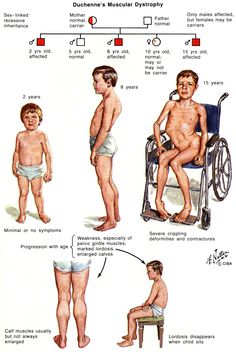 Duchenne's Muscular Dystrophy
Sex-linked
recessive
inheritance
Mother
normal,
carrier
Father
normal
Only males affected,
but females may be
carriers
2 yrs old,
affected
5 yrs old,
normal
8 yrs old,
affected
10 yrs old,
normal;
may or
may not
be carrier
15 yrs old,
affected
2 years
8 years
15 years
Minimal or no symptoms
Severe crippling
deformities and contractures
Progression with age
Weakness, especially of
pelvic girdle muscles;
marked lordosis,
enlarged calves
© CIBA
Calf muscles usually
but not always
enlarged
Lordosis disappears
when child sits